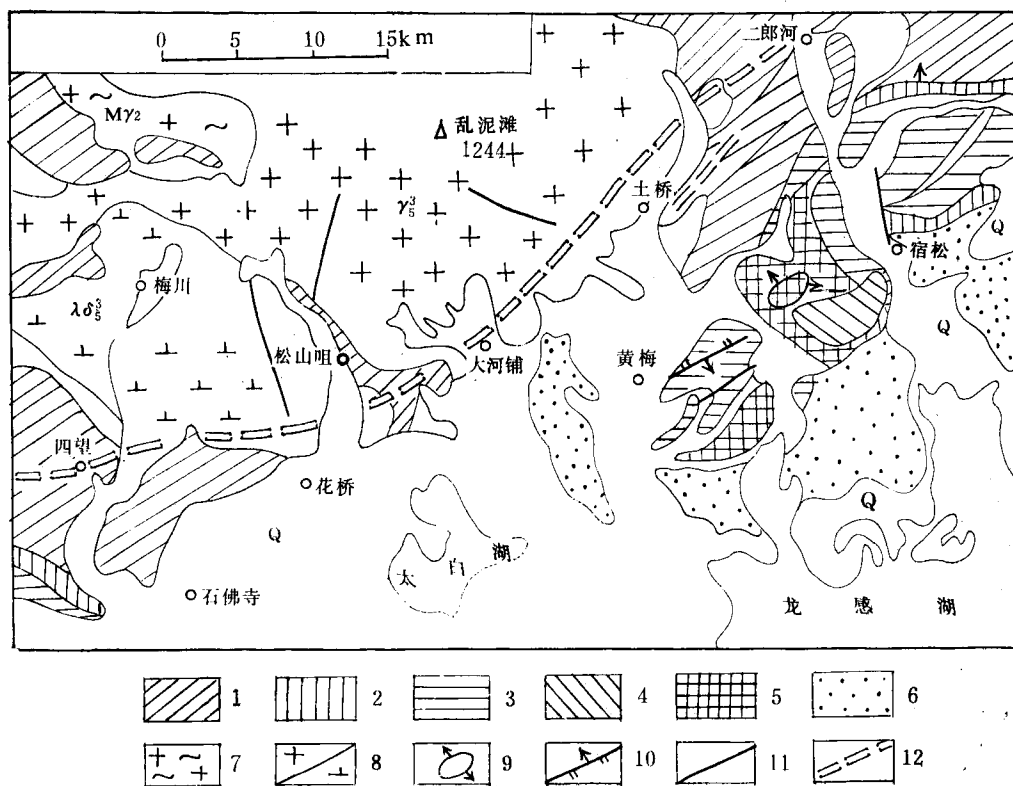 0 5 10 15km
二郎河
Mγ₂
乱泥滩
1244
土桥
γ₅³
Q
宿松
梅川
λδ₅³
Q
松山咀
大河铺
黄梅
四望
花桥
Q
Q
太白湖
石佛寺
龙感湖
1 2 3 4 5 6
7 8 9 10 11 12